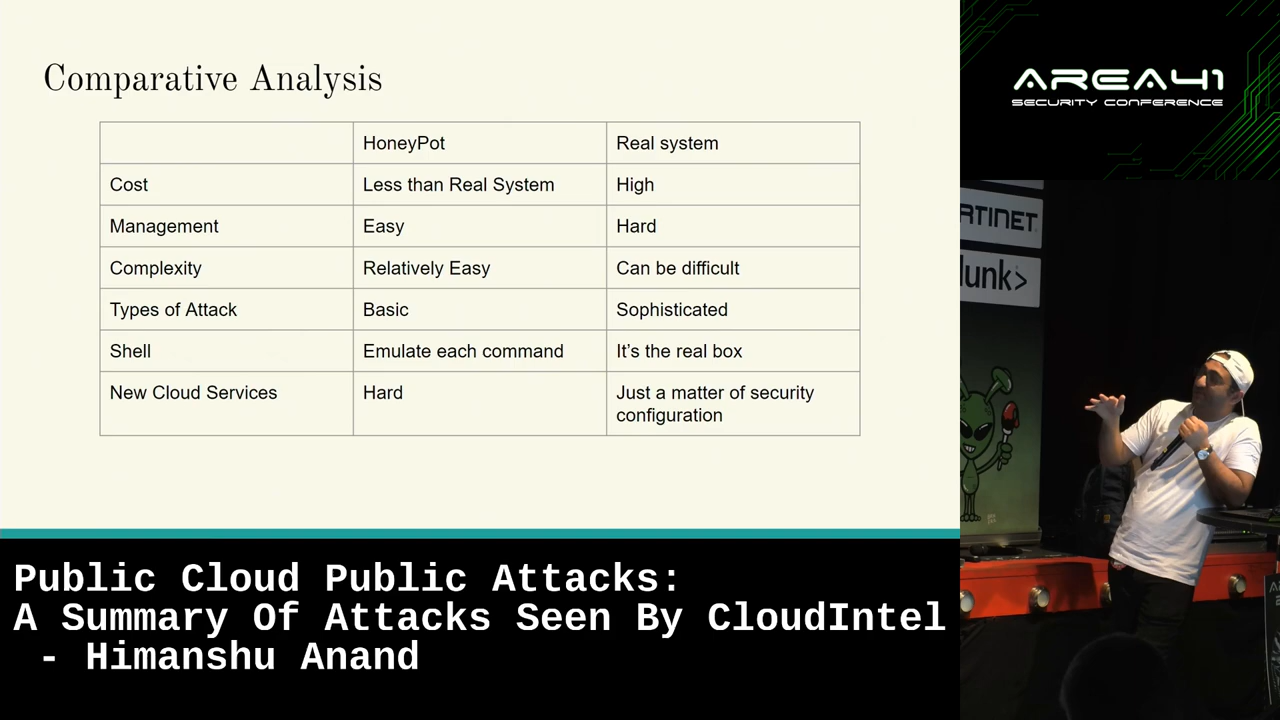 Comparative Analysis
HoneyPot Real system
Cost Less than Real System High
Management Easy Hard
Complexity Relatively Easy Can be difficult
Types of Attack Basic Sophisticated
Shell Emulate each command It's the real box
New Cloud Services Hard Just a matter of security
configuration
Public Cloud Public Attacks:
A Summary Of Attacks Seen By CloudIntel
- Himanshu Anand
AREA41
SECURITY CONFERENCE
RTINET
lunk>